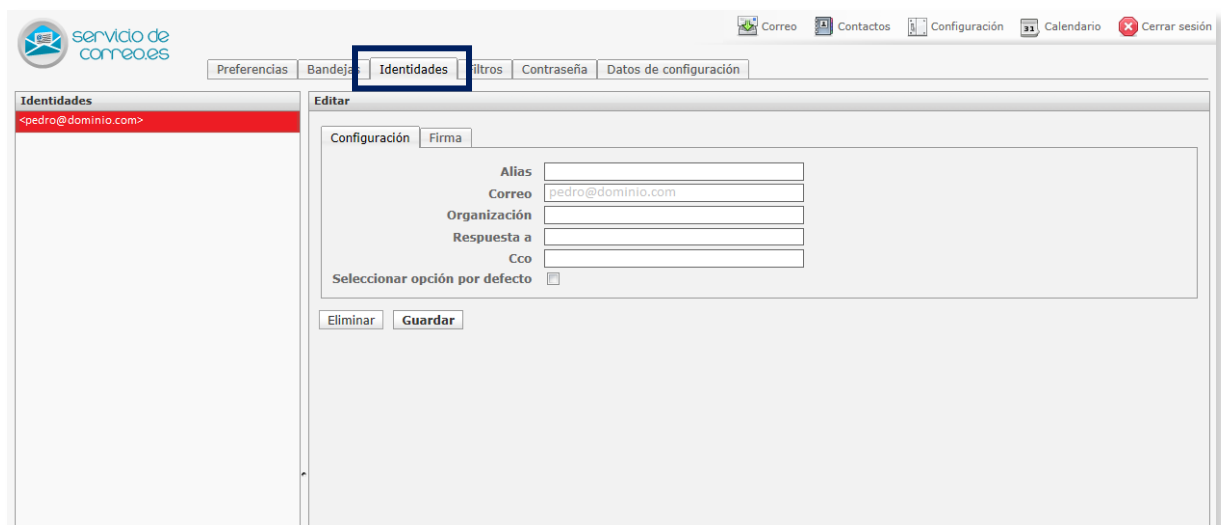 servicio de
correo.es
Correo Contactos Configuración 31 Calendario Cerrar sesión
Preferencias Bandejas Identidades Filtros Contraseña Datos de configuración
Identidades
<pedro@dominio.com>
Editar
Configuración Firma
Alias
Correo pedro@dominio.com
Organización
Respuesta a
Cco
Seleccionar opción por defecto
Eliminar Guardar